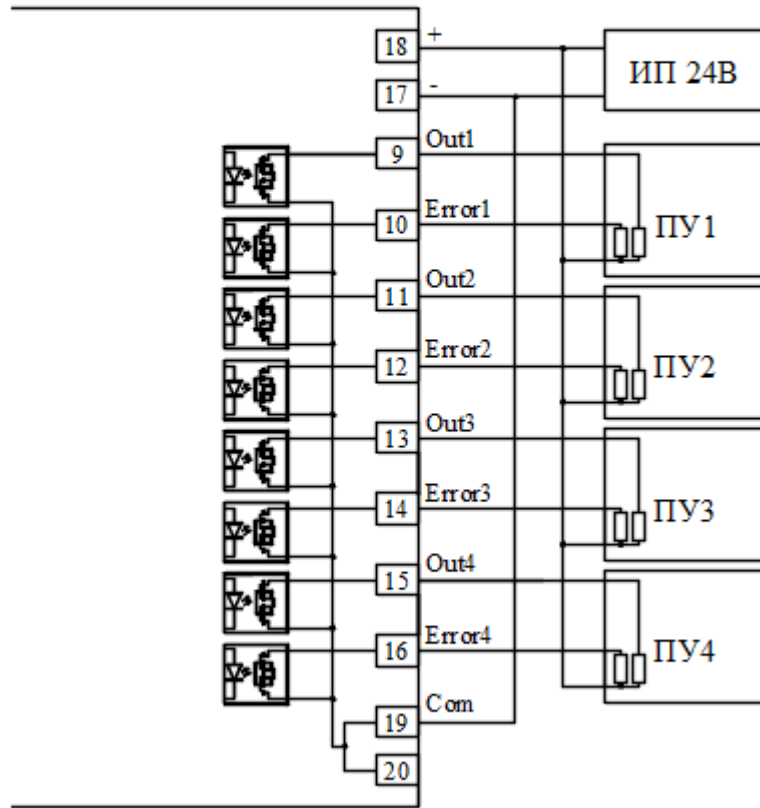 18 + ИП 24В
17 -
9 Out1
10 Error1 ПУ1
11 Out2
12 Error2 ПУ2
13 Out3
14 Error3 ПУ3
15 Out4
16 Error4 ПУ4
19 Com
20